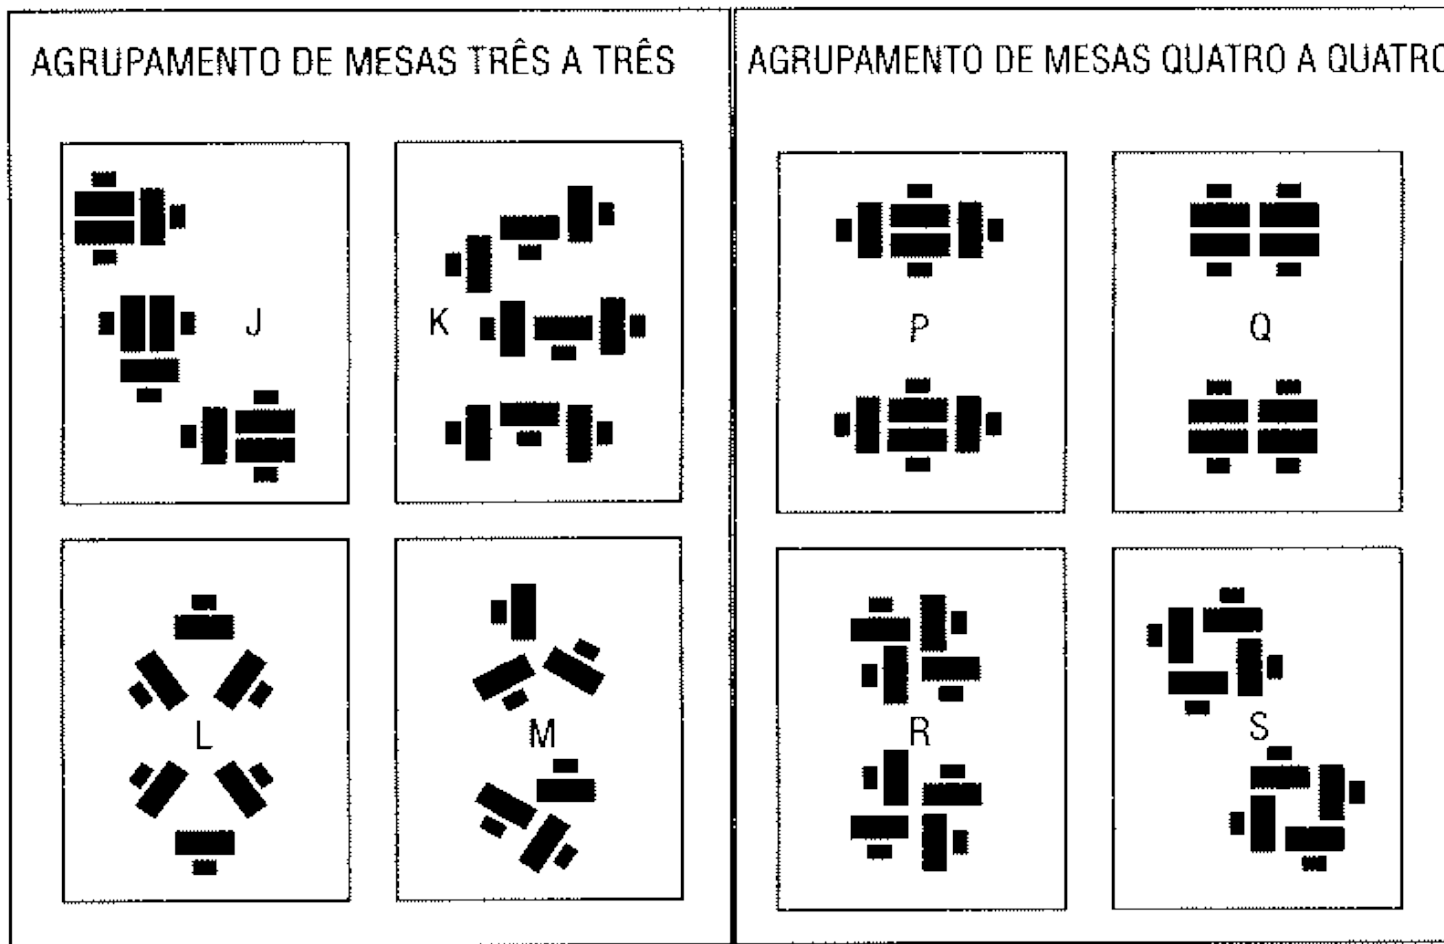 AGRUPAMENTO DE MESAS TRÊS A TRÊS
J
K
L
M
AGRUPAMENTO DE MESAS QUATRO A QUATRO
P
Q
R
S